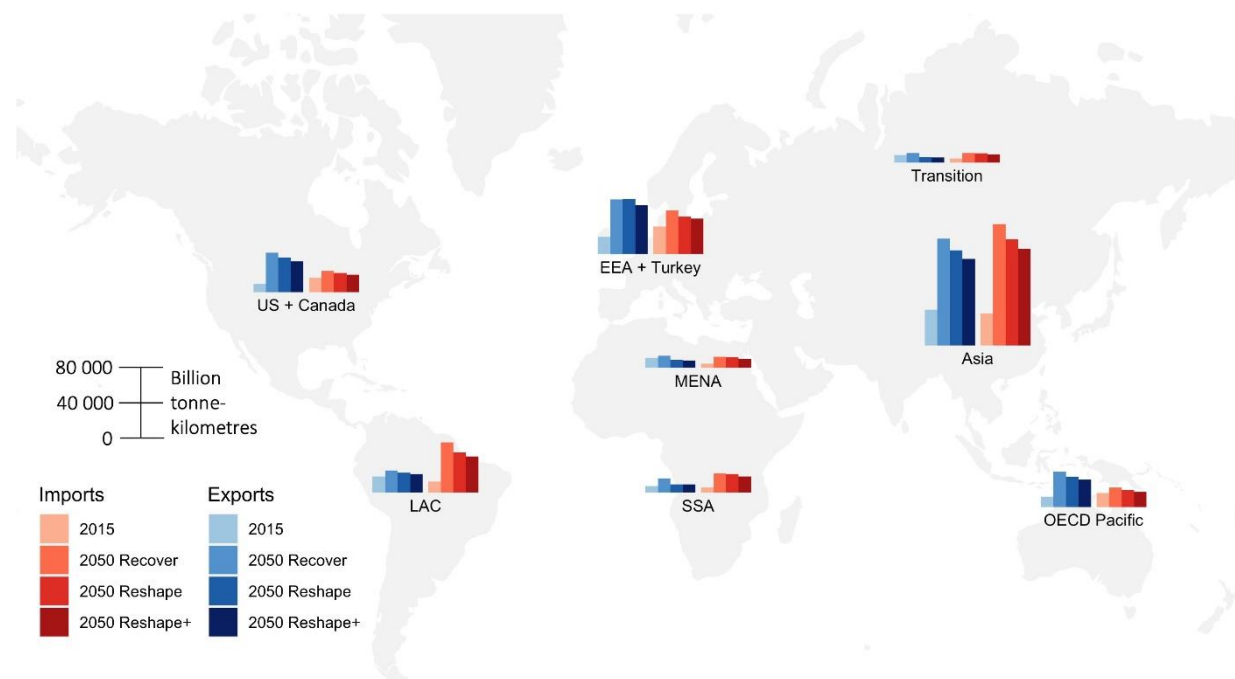 Transition
EEA + Turkey
US + Canada
Asia
MENA
80 000
40 000
0
Billion
tonne-
kilometres
LAC
SSA
OECD Pacific
Imports
2015
2050 Recover
2050 Reshape
2050 Reshape+
Exports
2015
2050 Recover
2050 Reshape
2050 Reshape+